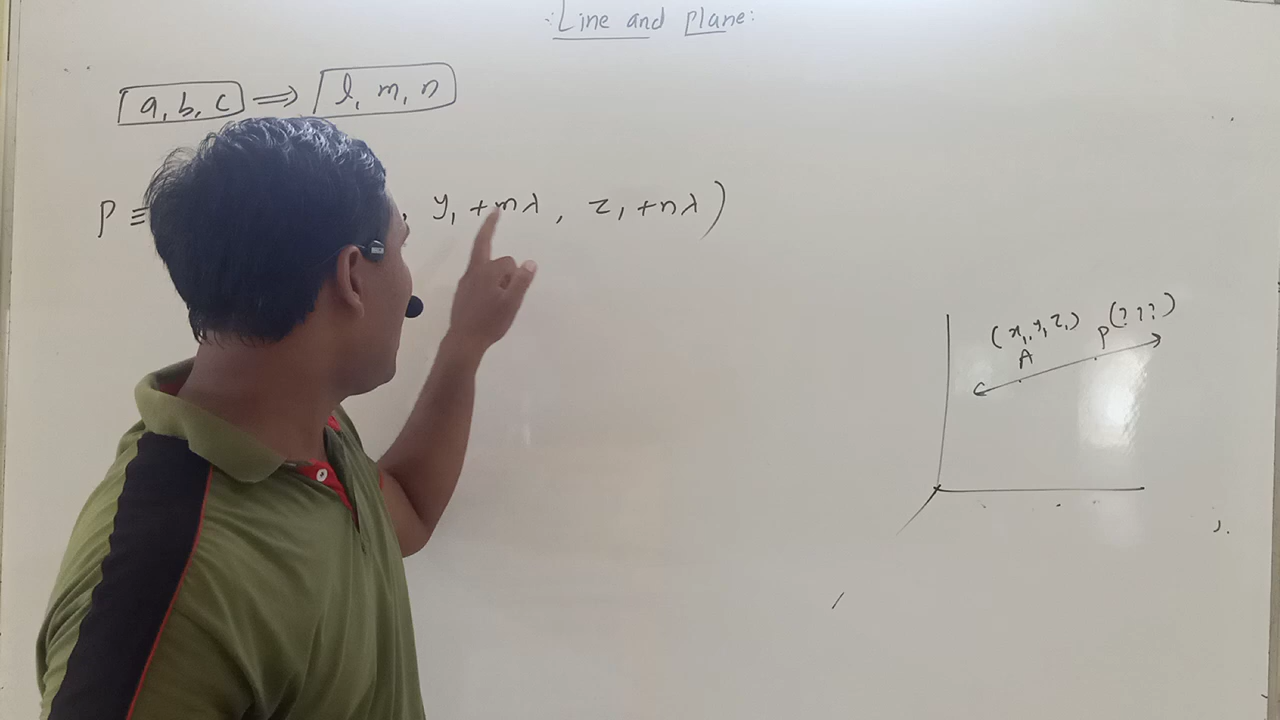 :Line and plane:
a, b, c ⇒ l, m, n
P ≡ , y₁ + mλ , z₁ + nλ )
(x₁, y₁ z₁) (? ? ?)
A P